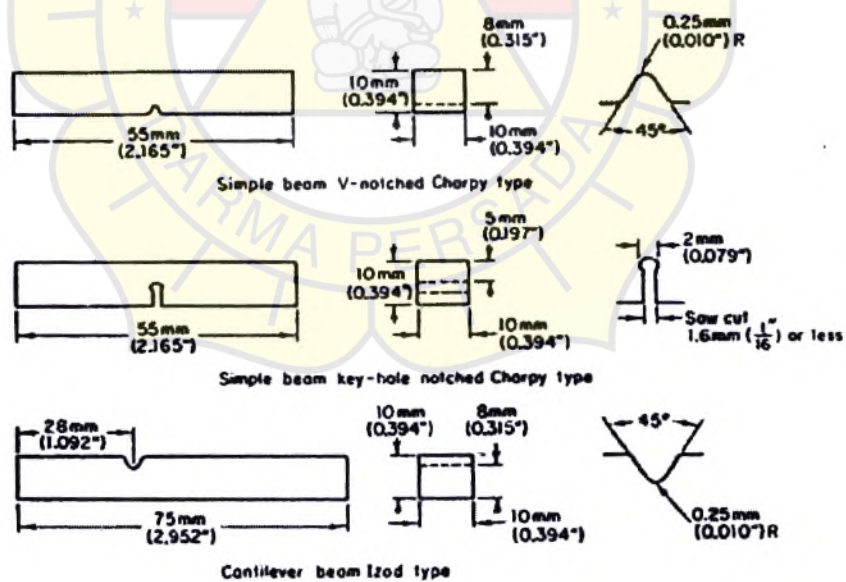 8mm
(0.315")
0.25mm
(0.010") R
10mm
(0.394")
55mm
(2.165")
10mm
(0.394")
45°
Simple beam V-notched Charpy type
DARMA PERSADA
5mm
(0.197")
2mm
(0.079")
10mm
(0.394")
55mm
(2.165")
10mm
(0.394")
Saw cut
1.6mm (1/16") or less
Simple beam key-hole notched Charpy type
28mm
(1.092")
10mm
(0.394")
8mm
(0.315")
45°
75mm
(2.952")
10mm
(0.394")
0.25mm
(0.010") R
Cantilever beam Izod type